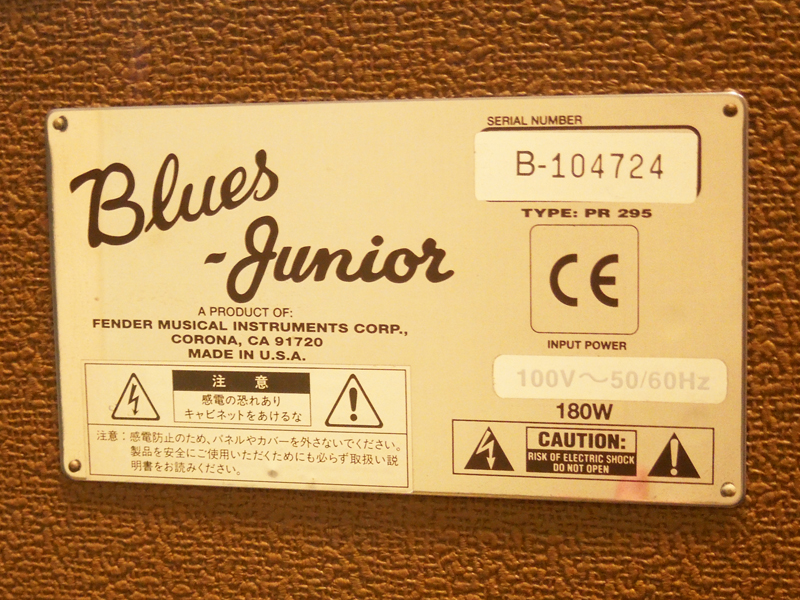 Blues
-Junior
A PRODUCT OF:
FENDER MUSICAL INSTRUMENTS CORP.,
CORONA, CA 91720
MADE IN U.S.A.
注 意
感電の恐れあり
キャビネットをあけるな
注意：感電防止のため、パネルやカバーを外さないでください。
製品を安全にご使用いただくためにも必ず取扱い説
明書をお読みください。
SERIAL NUMBER
B-104724
TYPE: PR 295
CE
INPUT POWER
100V～50/60Hz
180W
CAUTION:
RISK OF ELECTRIC SHOCK
DO NOT OPEN